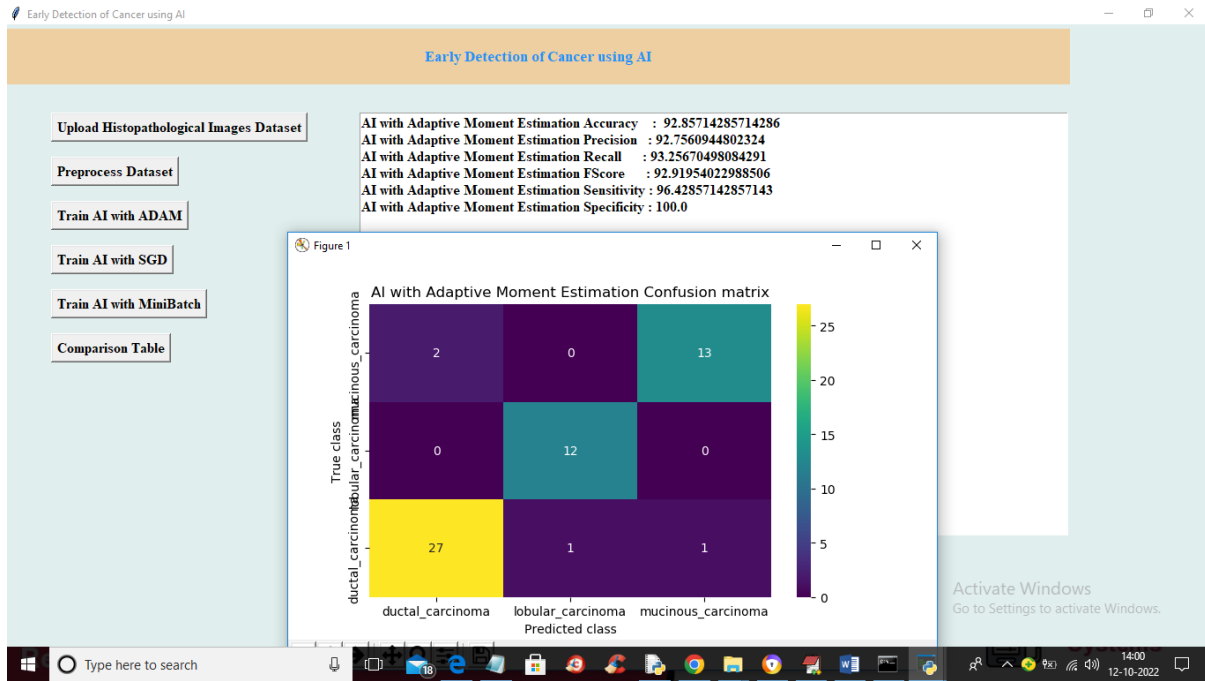 Early Detection of Cancer using AI
Early Detection of Cancer using AI
Upload Histopathological Images Dataset
Preprocess Dataset
Train AI with ADAM
Train AI with SGD
Train AI with MiniBatch
Comparison Table
AI with Adaptive Moment Estimation Accuracy : 92.85714285714286
AI with Adaptive Moment Estimation Precision : 92.7560944802324
AI with Adaptive Moment Estimation Recall : 93.25670498084291
AI with Adaptive Moment Estimation FScore : 92.91954022988506
AI with Adaptive Moment Estimation Sensitivity : 96.42857142857143
AI with Adaptive Moment Estimation Specificity : 100.0
Figure 1
AI with Adaptive Moment Estimation Confusion matrix
True class
mucinous_carcinoma
lobular_carcinoma
ductal_carcinoma
2 0 13
0 12 0
27 1 1
25
20
15
10
5
0
ductal_carcinoma lobular_carcinoma mucinous_carcinoma
Predicted class
Activate Windows
Go to Settings to activate Windows.
Type here to search
18
14:00
12-10-2022